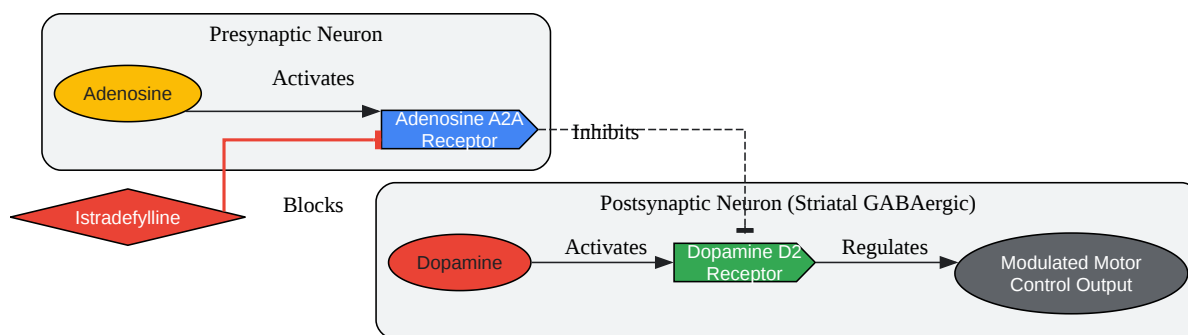 Presynaptic Neuron
Activates
Adenosine
Adenosine A2A
Receptor
Inhibits
Istradefylline
Blocks
Postsynaptic Neuron (Striatal GABAergic)
Dopamine
Activates
Dopamine D2
Receptor
Regulates
Modulated Motor
Control Output